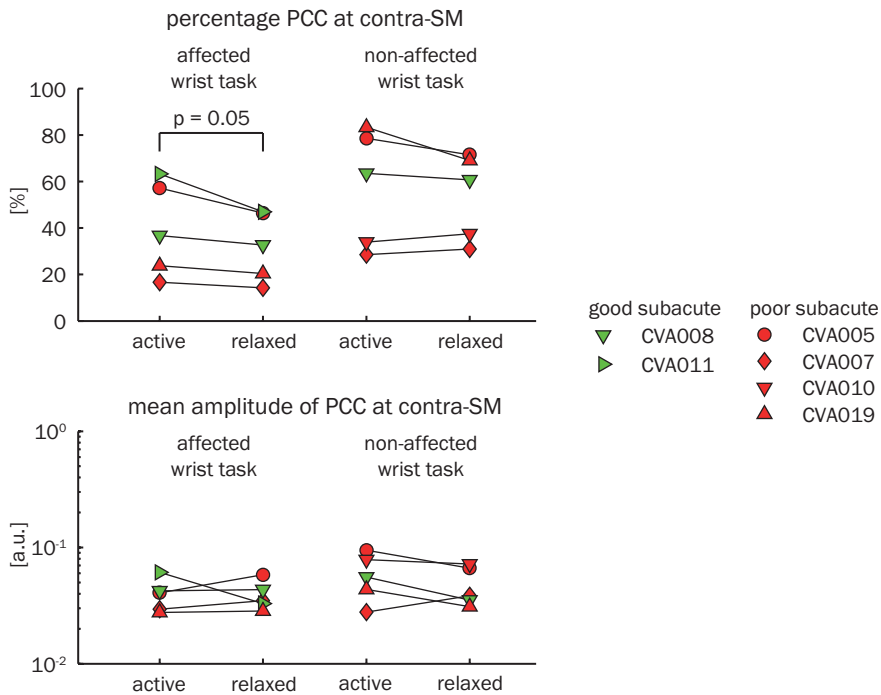 percentage PCC at contra-SM
affected
wrist task
non-affected
wrist task
p = 0.05
100
80
60
40
20
0
[%]
active
relaxed
active
relaxed
good subacute
CVA008
CVA011
poor subacute
CVA005
CVA007
CVA010
CVA019
mean amplitude of PCC at contra-SM
affected
wrist task
non-affected
wrist task
10⁰
10⁻¹
10⁻²
[a.u.]
active
relaxed
active
relaxed